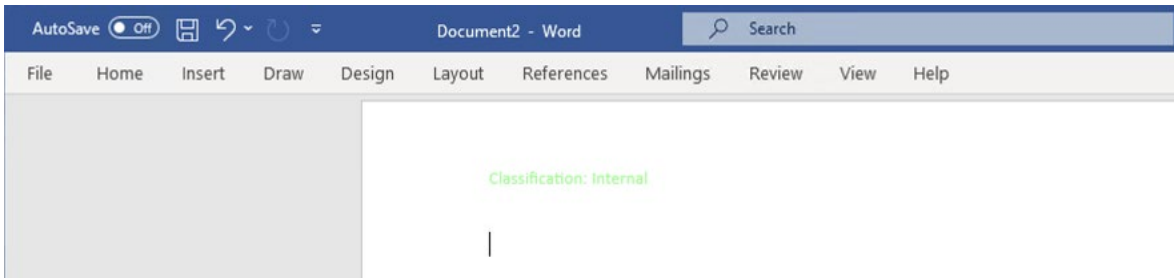 AutoSave Off Document2 - Word Search
File Home Insert Draw Design Layout References Mailings Review View Help
Classification: Internal